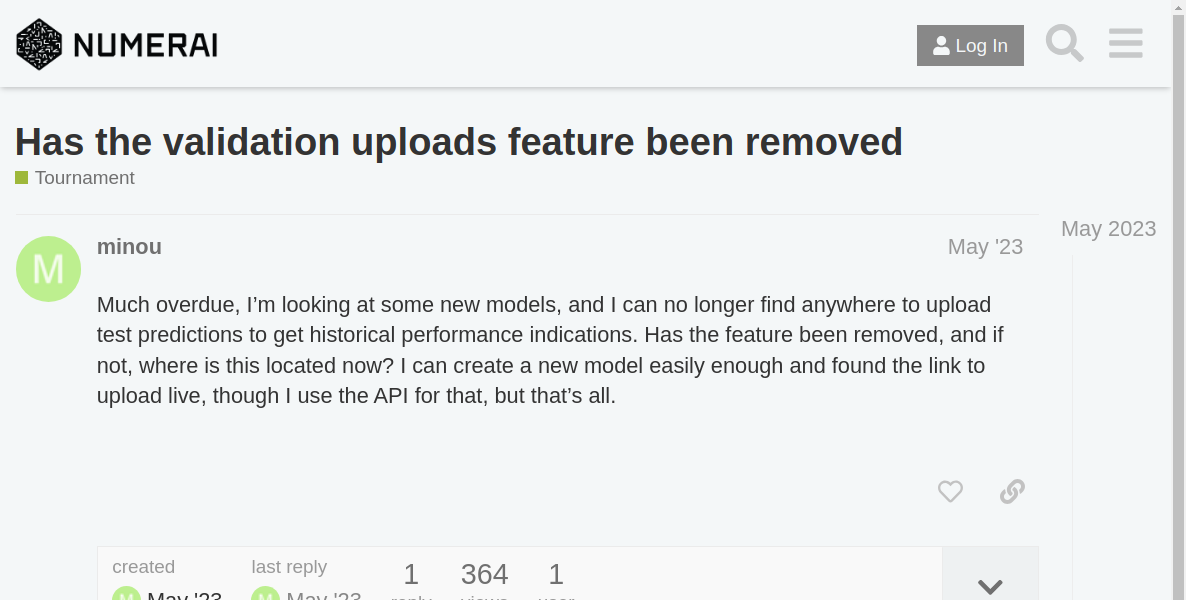 NUMERAI
Log In
Has the validation uploads feature been removed
Tournament
May 2023
minou
May '23
M
Much overdue, I’m looking at some new models, and I can no longer find anywhere to upload
test predictions to get historical performance indications. Has the feature been removed, and if
not, where is this located now? I can create a new model easily enough and found the link to
upload live, though I use the API for that, but that’s all.
created
last reply
1
364
1
M May '23
M May '23
reply
views
user